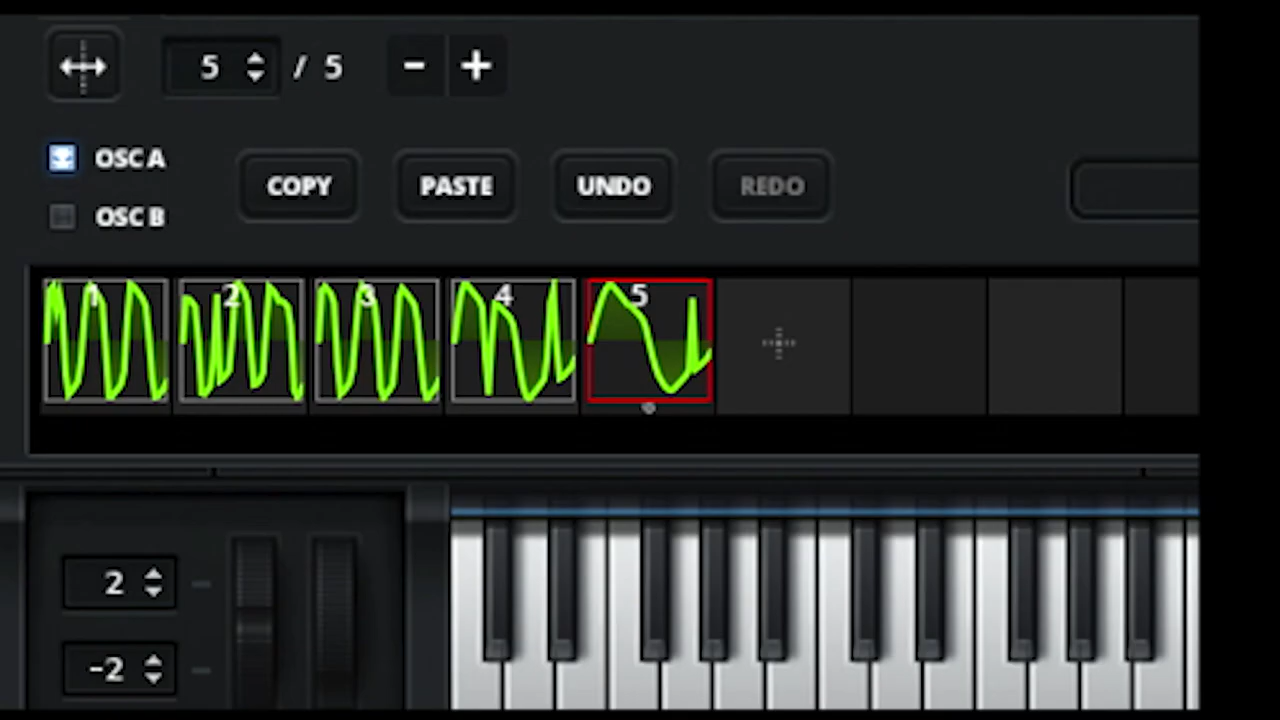 5 / 5 - +
OSC A
OSC B
COPY PASTE UNDO REDO
1 2 3 4 5
2
-2